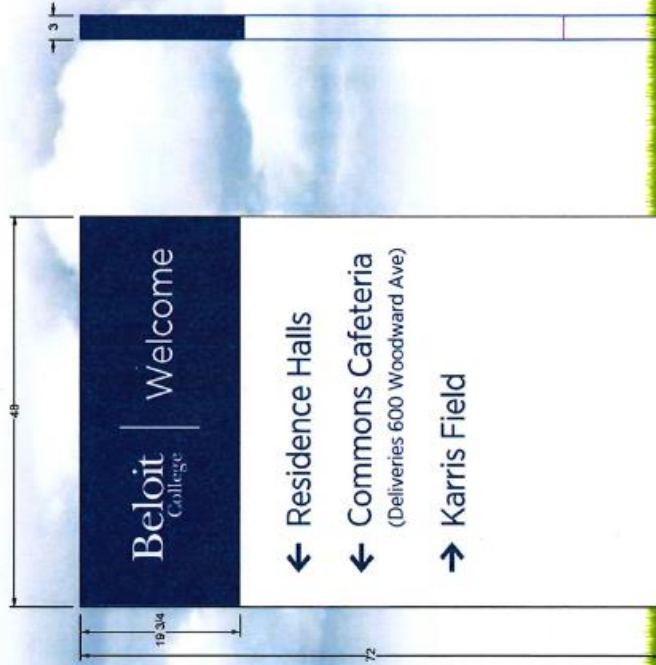 48
3
19 3/4
72
Beloit
College
Welcome
← Residence Halls
← Commons Cafeteria
(Deliveries 600 Woodward Ave)
→ Karris Field